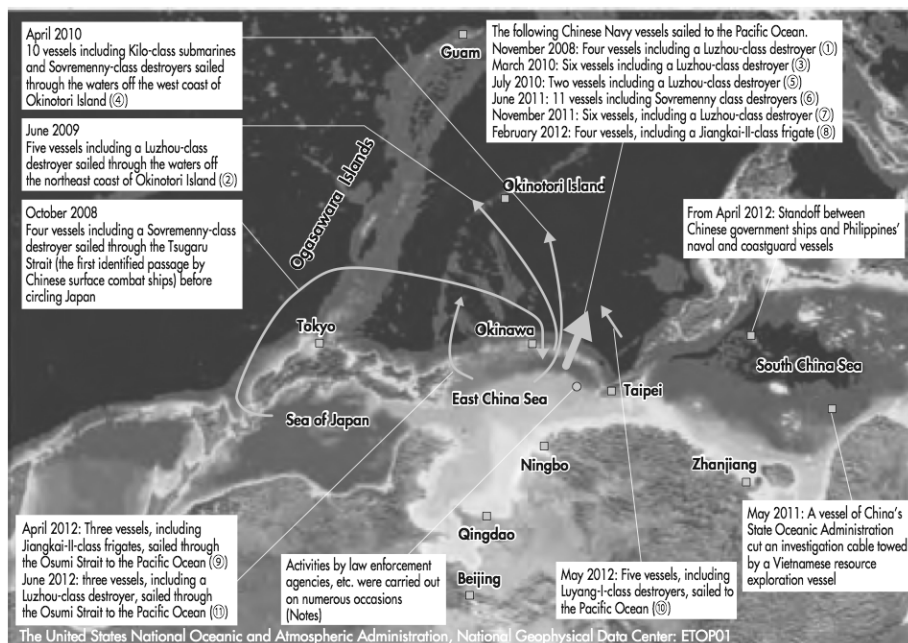 April 2010
10 vessels including Kilo-class submarines
and Sovremenny-class destroyers sailed
through the waters off the west coast of
Okinotori Island (④)
June 2009
Five vessels including a Luzhou-class
destroyer sailed through the waters off
the northeast coast of Okinotori Island (②)
October 2008
Four vessels including a Sovremenny-class
destroyer sailed through the Tsugaru
Strait (the first identified passage by
Chinese surface combat ships) before
circling Japan
The following Chinese Navy vessels sailed to the Pacific Ocean.
November 2008: Four vessels including a Luzhou-class destroyer (①)
March 2010: Six vessels including a Luzhou-class destroyer (③)
July 2010: Two vessels including a Luzhou-class destroyer (⑤)
June 2011: 11 vessels including Sovremenny class destroyers (⑥)
November 2011: Six vessels, including a Luzhou-class destroyer (⑦)
February 2012: Four vessels, including a Jiangkai-II-class frigate (⑧)
From April 2012: Standoff between
Chinese government ships and Philippines'
naval and coastguard vessels
Guam
Ogasawara Islands
Okinotori Island
Tokyo
Okinawa
South China Sea
Taipei
East China Sea
Sea of Japan
Ningbo
Zhanjiang
Qingdao
Beijing
April 2012: Three vessels, including
Jiangkai-II-class frigates, sailed through
the Osumi Strait to the Pacific Ocean (⑨)
June 2012: three vessels, including a
Luzhou-class destroyer, sailed through
the Osumi Strait to the Pacific Ocean (⑪)
Activities by law enforcement
agencies, etc. were carried out
on numerous occasions
(Notes)
May 2012: Five vessels, including
Luyang-I-class destroyers, sailed to
the Pacific Ocean (⑩)
May 2011: A vessel of China's
State Oceanic Administration
cut an investigation cable towed
by a Vietnamese resource
exploration vessel
The United States National Oceanic and Atmospheric Administration, National Geophysical Data Center: ETOP01